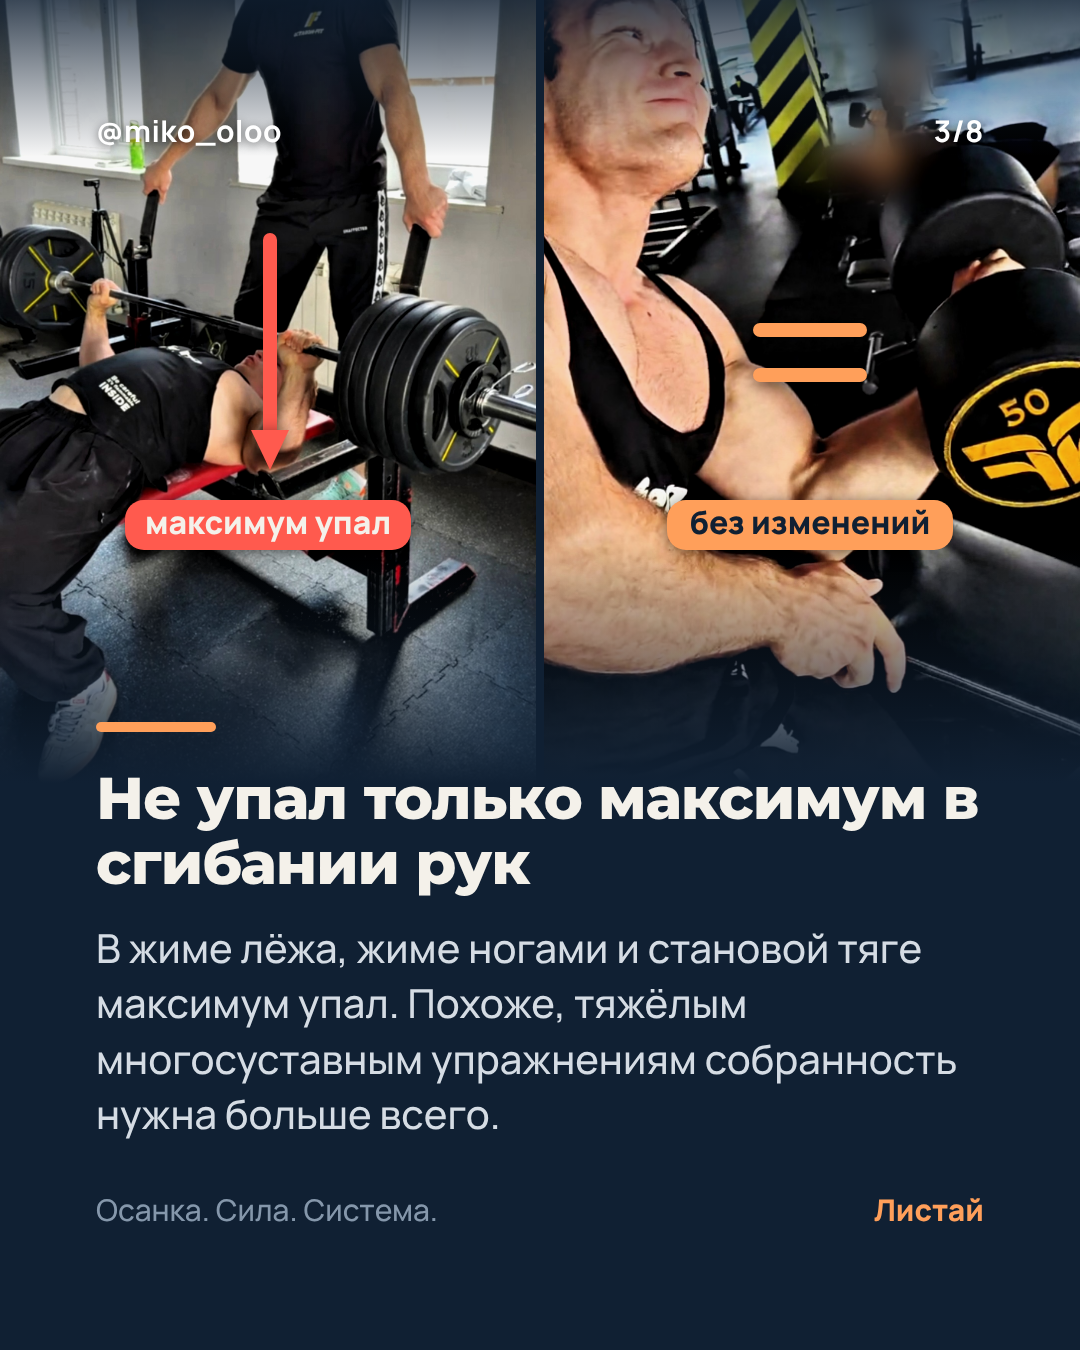 @miko_oloo
3/8
50
максимум упал
без изменений
Не упал только максимум в
сгибании рук
В жиме лёжа, жиме ногами и становой тяге
максимум упал. Похоже, тяжёлым
многосуставным упражнениям собранность
нужна больше всего.
Осанка. Сила. Система.
Листай